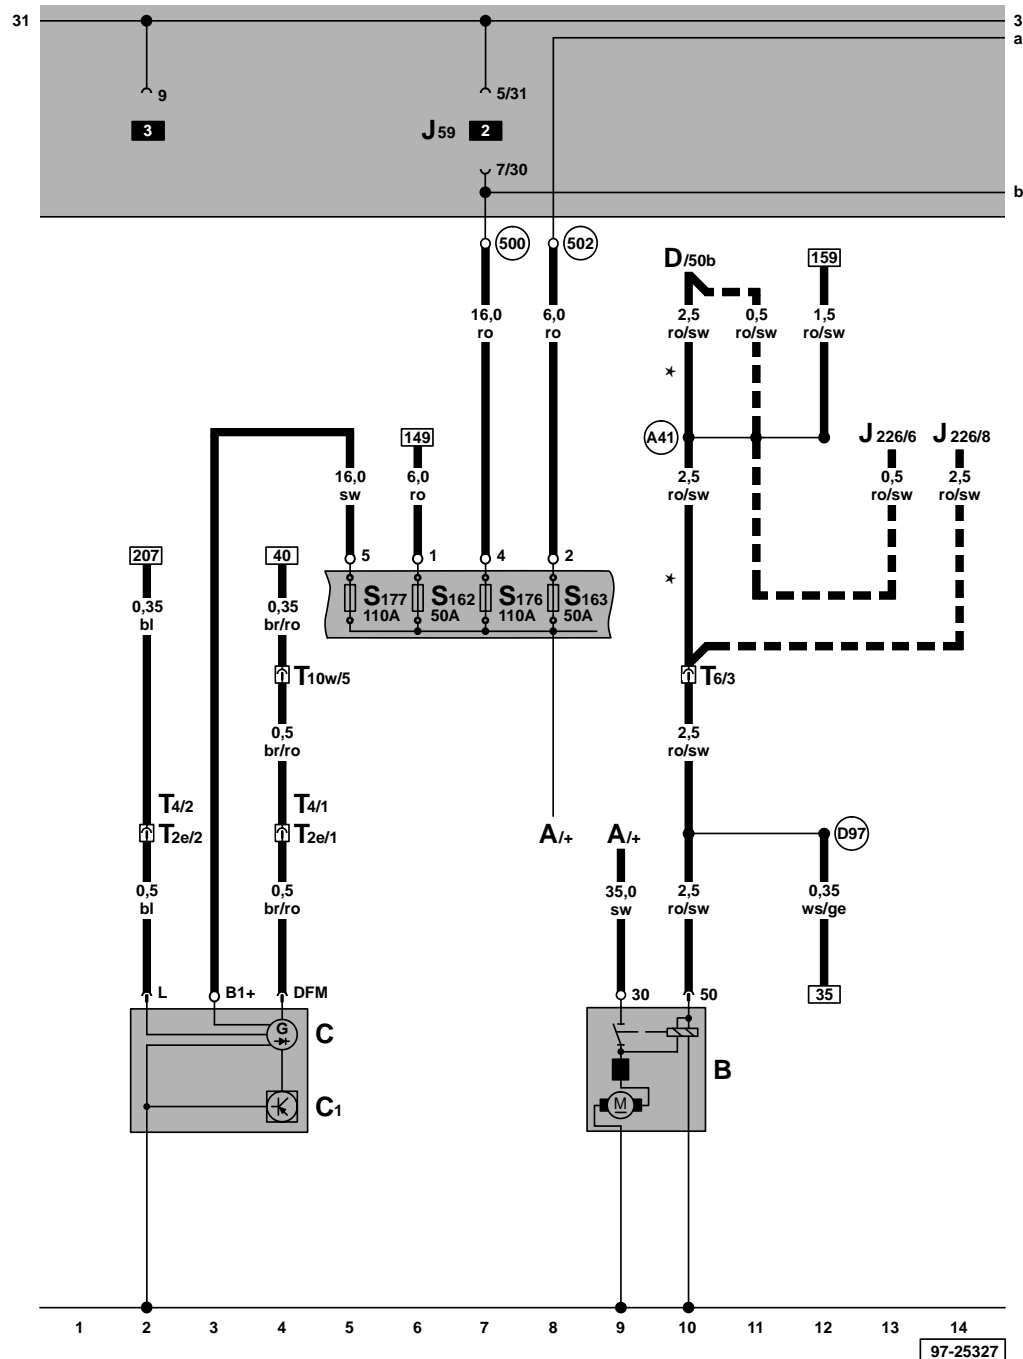 31
3
a
9
5/31
3
J59
2
7/30
b
500
502
D/50b
159
16,0
ro
6,0
ro
2,5
ro/sw
0,5
ro/sw
1,5
ro/sw
*
149
A41
J226/6
J226/8
16,0
sw
6,0
ro
2,5
ro/sw
0,5
ro/sw
2,5
ro/sw
207
40
5
1
4
2
S177
110A
S162
50A
S176
110A
S163
50A
*
0,35
bl
0,35
br/ro
T10w/5
T6/3
0,5
br/ro
2,5
ro/sw
T4/2
T2e/2
T4/1
T2e/1
A/+
A/+
D97
0,5
bl
0,5
br/ro
35,0
sw
2,5
ro/sw
0,35
ws/ge
L
B1+
DFM
30
50
35
G
C
B
C1
M
1 2 3 4 5 6 7 8 9 10 11 12 13 14
97-25327